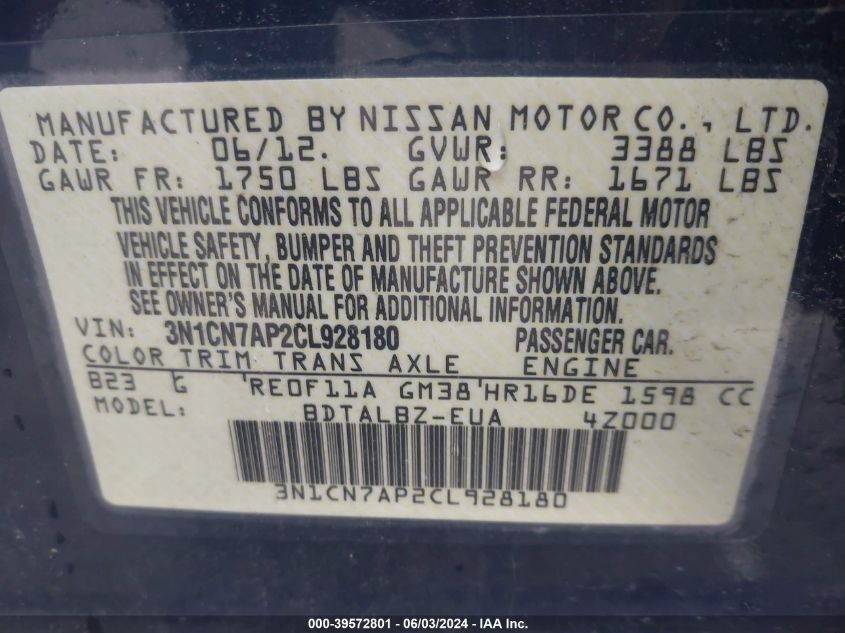 MANUFACTURED BY NISSAN MOTOR CO., LTD.
DATE: 06/12. GVWR: 3388 LBS
GAWR FR: 1750 LBS GAWR RR: 1671 LBS
THIS VEHICLE CONFORMS TO ALL APPLICABLE FEDERAL MOTOR
VEHICLE SAFETY, BUMPER AND THEFT PREVENTION STANDARDS
IN EFFECT ON THE DATE OF MANUFACTURE SHOWN ABOVE.
SEE OWNER'S MANUAL FOR ADDITIONAL INFORMATION.
VIN: 3N1CN7AP2CL928180 PASSENGER CAR.
COLOR TRIM TRANS AXLE ENGINE
B23 G RE0F11A GM38 HR16DE 1598 CC
MODEL: BDTALBZ-EUA 4Z000
3N1CN7AP2CL928180
000-39572801 - 06/03/2024 - IAA Inc.